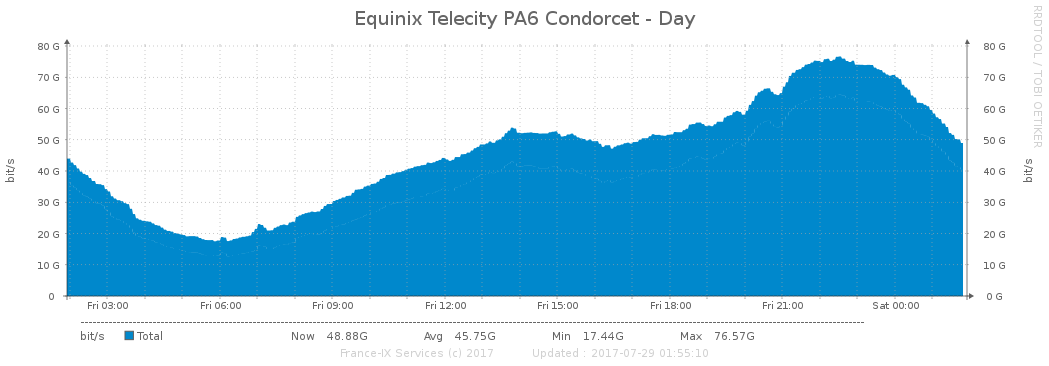 Equinix Telecity PA6 Condorcet - Day
RRDTOOL / TOBI OETIKER
80 G 80 G
70 G 70 G
60 G 60 G
50 G 50 G
40 G 40 G
30 G 30 G
20 G 20 G
10 G 10 G
0 0 G
bit/s bit/s
Fri 03:00 Fri 06:00 Fri 09:00 Fri 12:00 Fri 15:00 Fri 18:00 Fri 21:00 Sat 00:00
bit/s Total Now 48.88G Avg 45.75G Min 17.44G Max 76.57G
France-IX Services (c) 2017 Updated : 2017-07-29 01:55:10